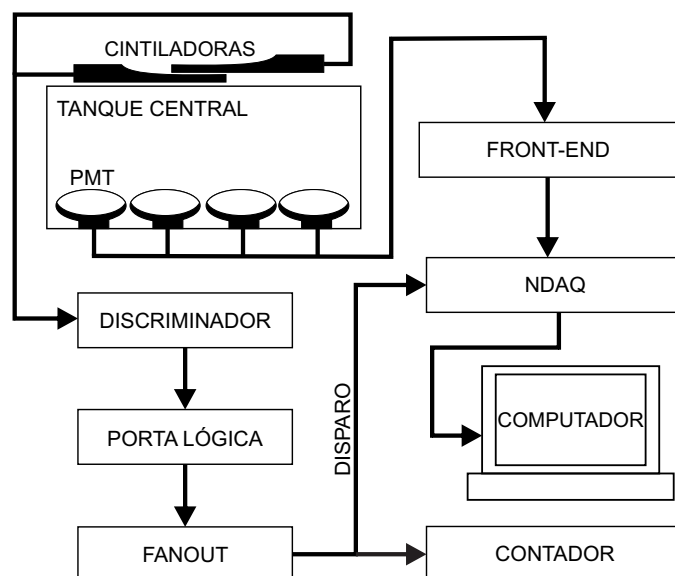 CINTILADORAS
TANQUE CENTRAL
PMT
FRONT-END
NDAQ
DISCRIMINADOR
DISPARO
COMPUTADOR
PORTA LÓGICA
FANOUT
CONTADOR